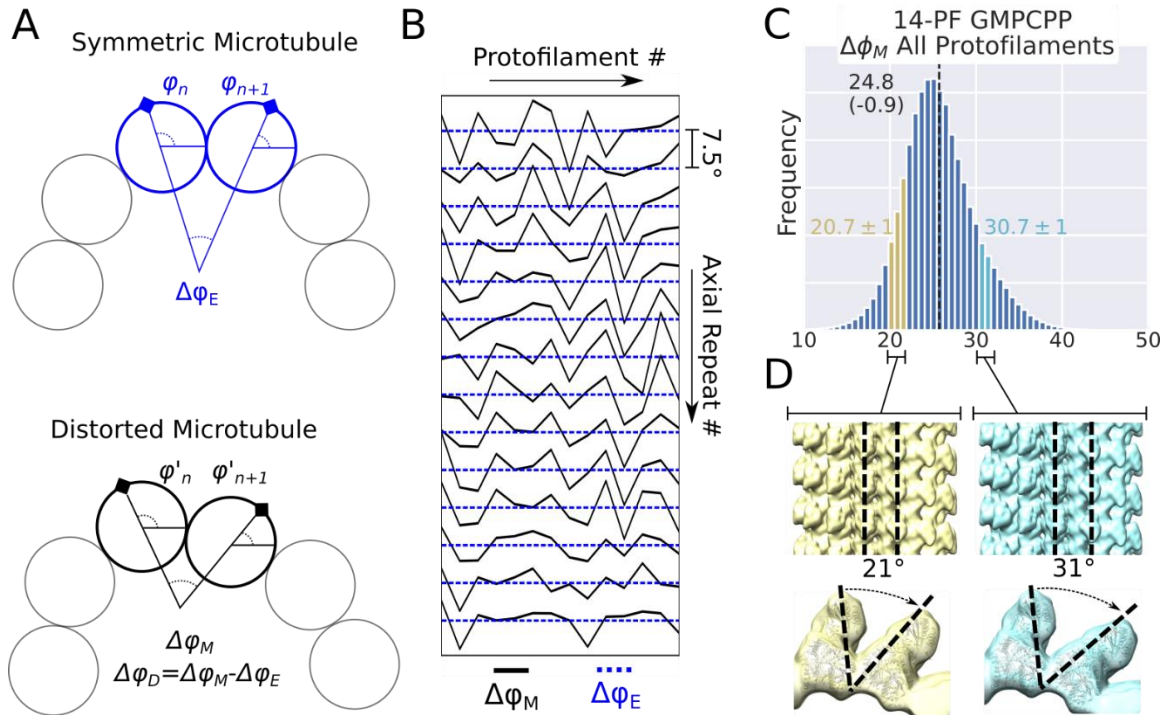 A
Symmetric Microtubule
φn
φn+1
ΔφE
Distorted Microtubule
φ'n
φ'n+1
ΔφM
ΔφD=ΔφM-ΔφE
B
Protofilament #
7.5°
Axial Repeat #
ΔφM
ΔφE
C
14-PF GMPCPP
ΔϕM All Protofilaments
24.8
(-0.9)
Frequency
20.7 ± 1
30.7 ± 1
10 20 30 40 50
D
21°
31°